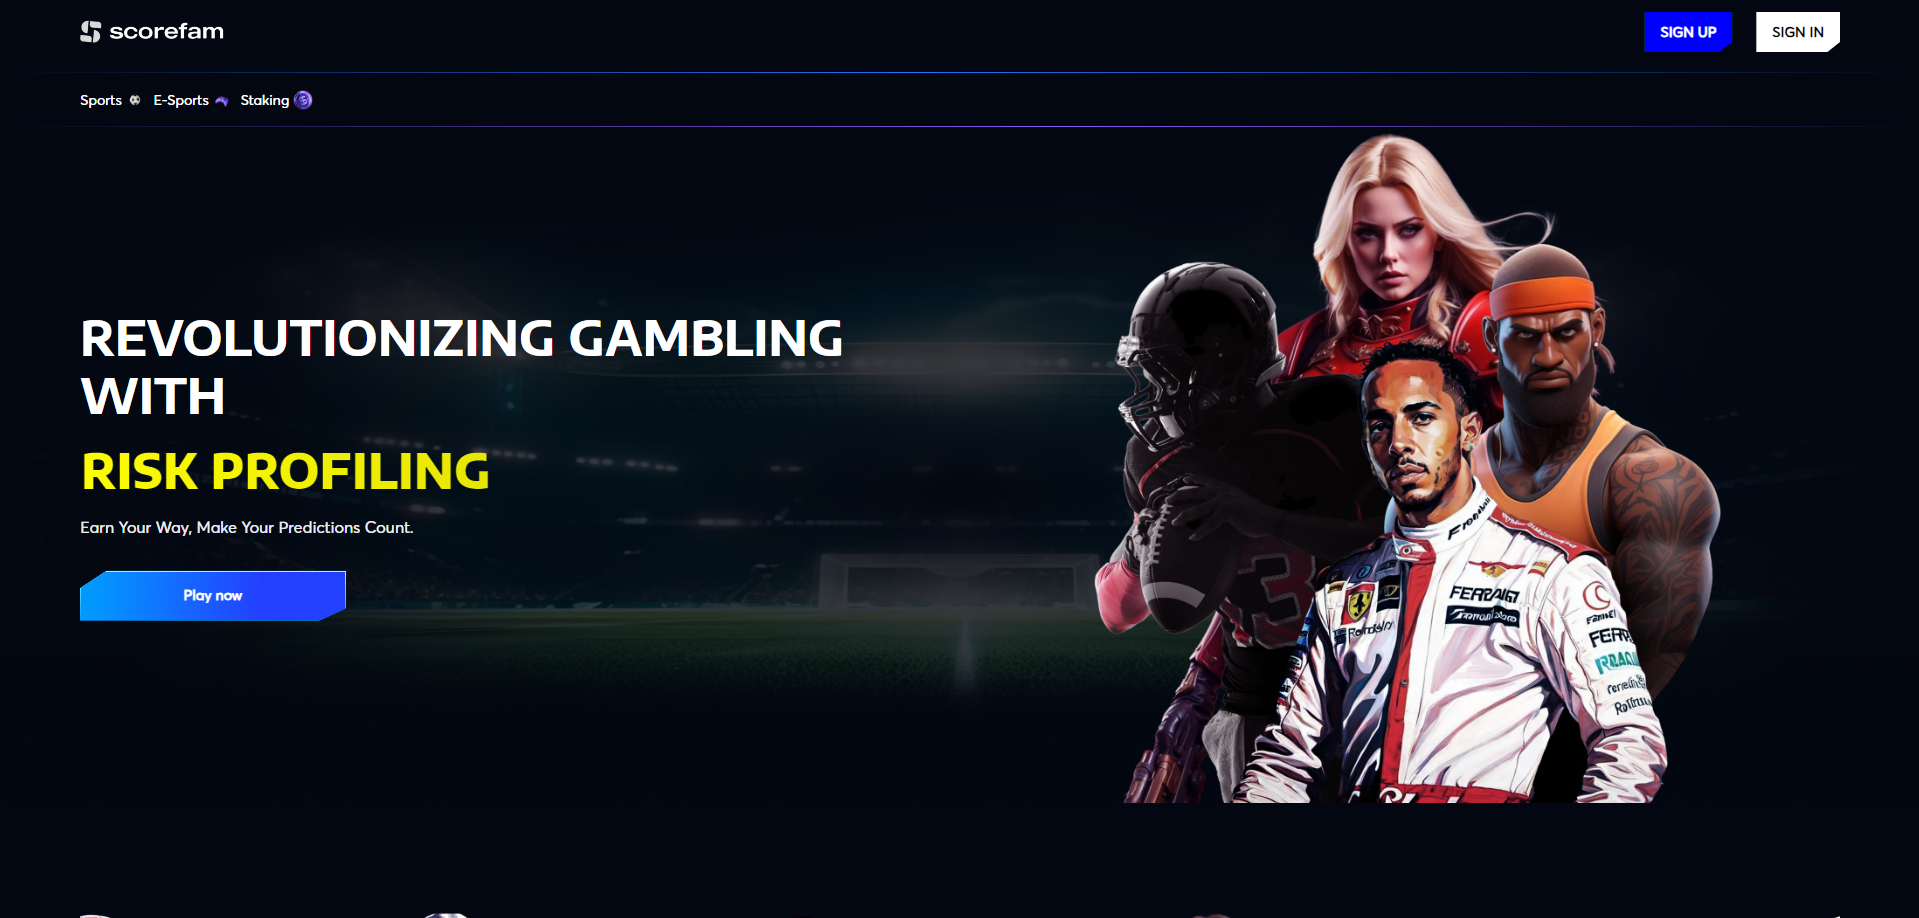 scorefam
SIGN UP
SIGN IN
Sports
E-Sports
Staking
REVOLUTIONIZING GAMBLING
WITH
RISK PROFILING
Earn Your Way, Make Your Predictions Count.
Play now
3